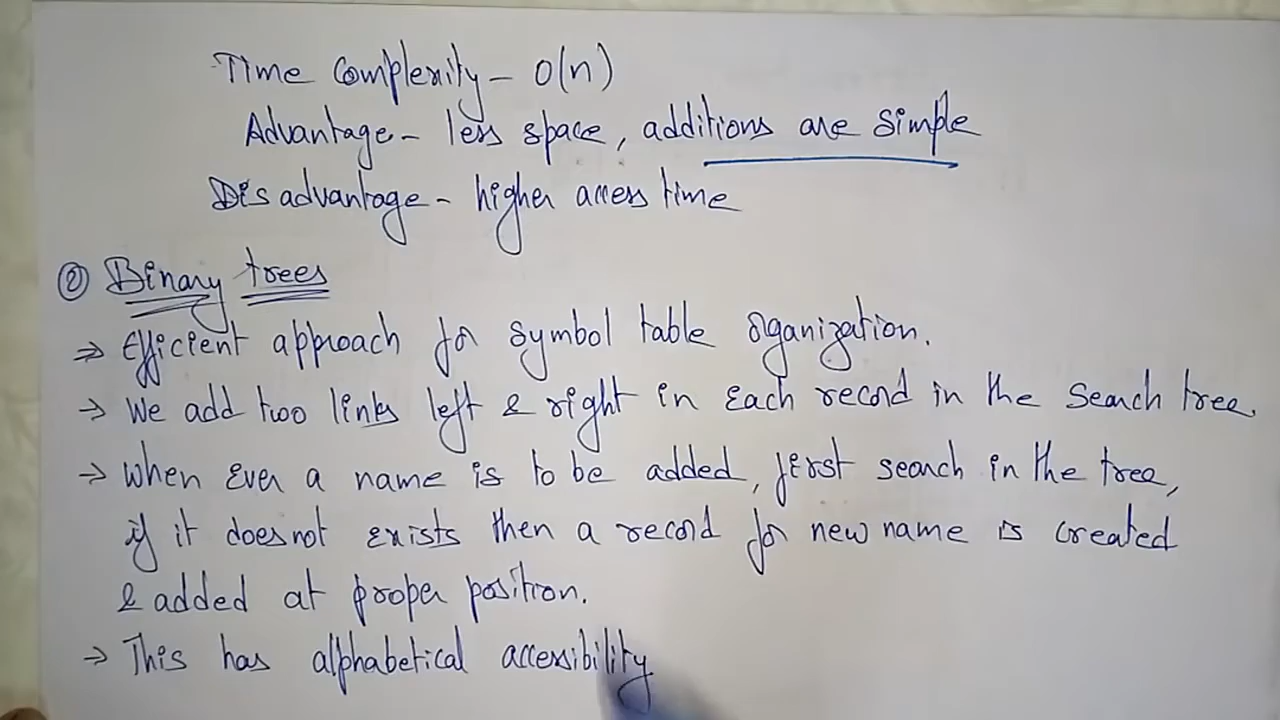 Time Complexity - O(n)
Advantage - less space, additions are simple
Disadvantage - higher access time
② Binary trees
⇒ Efficient approach for symbol table organization.
→ We add two links left & right in each record in the search tree.
→ when ever a name is to be added, first search in the tree,
if it doesnot exists then a record for new name is created
& added at proper position.
→ This has alphabetical accessibility